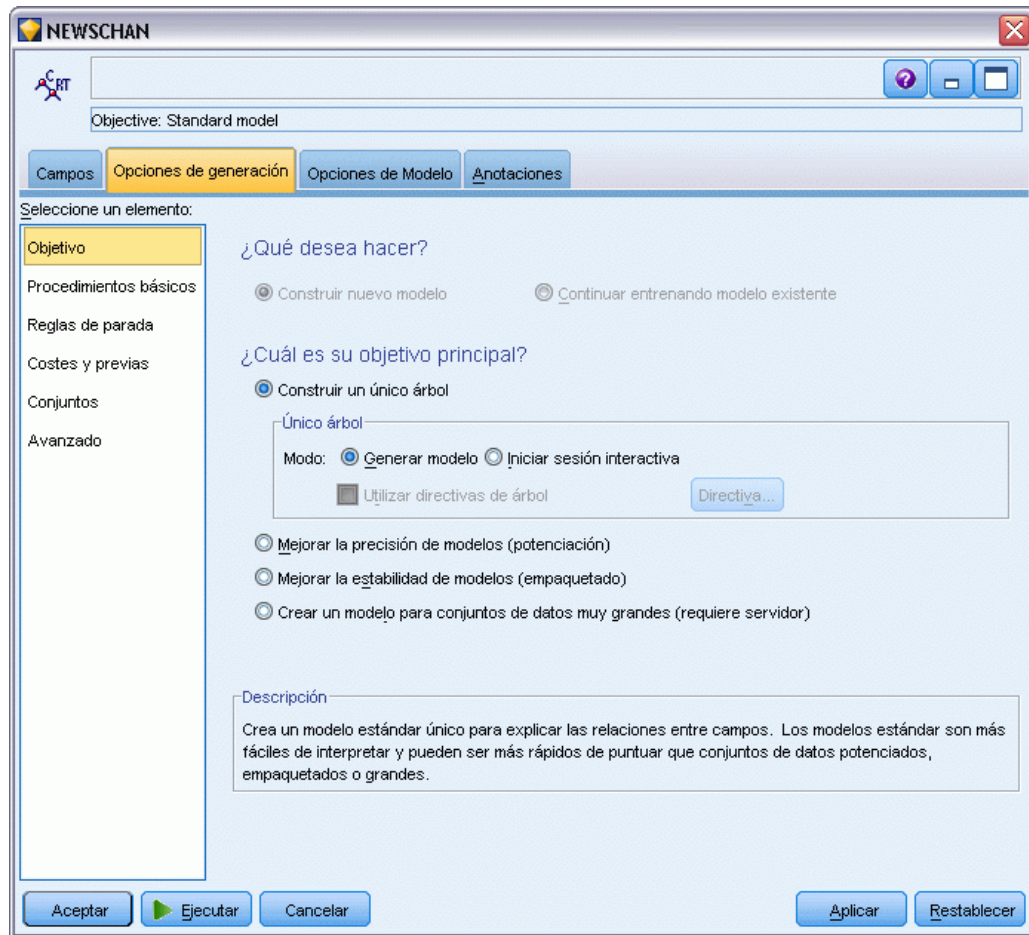 NEWSCHAN
C RT
Objective: Standard model
Campos
Opciones de generación
Opciones de Modelo
Anotaciones
Seleccione un elemento:
Objetivo
Procedimientos básicos
Reglas de parada
Costes y previas
Conjuntos
Avanzado
¿Qué desea hacer?
Construir nuevo modelo
Continuar entrenando modelo existente
¿Cuál es su objetivo principal?
Construir un único árbol
Único árbol
Modo: Generar modelo Iniciar sesión interactiva
Utilizar directivas de árbol
Directiva...
Mejorar la precisión de modelos (potenciación)
Mejorar la estabilidad de modelos (empaquetado)
Crear un modelo para conjuntos de datos muy grandes (requiere servidor)
Descripción
Crea un modelo estándar único para explicar las relaciones entre campos. Los modelos estándar son más
fáciles de interpretar y pueden ser más rápidos de puntuar que conjuntos de datos potenciados,
empaquetados o grandes.
Aceptar
Ejecutar
Cancelar
Aplicar
Restablecer